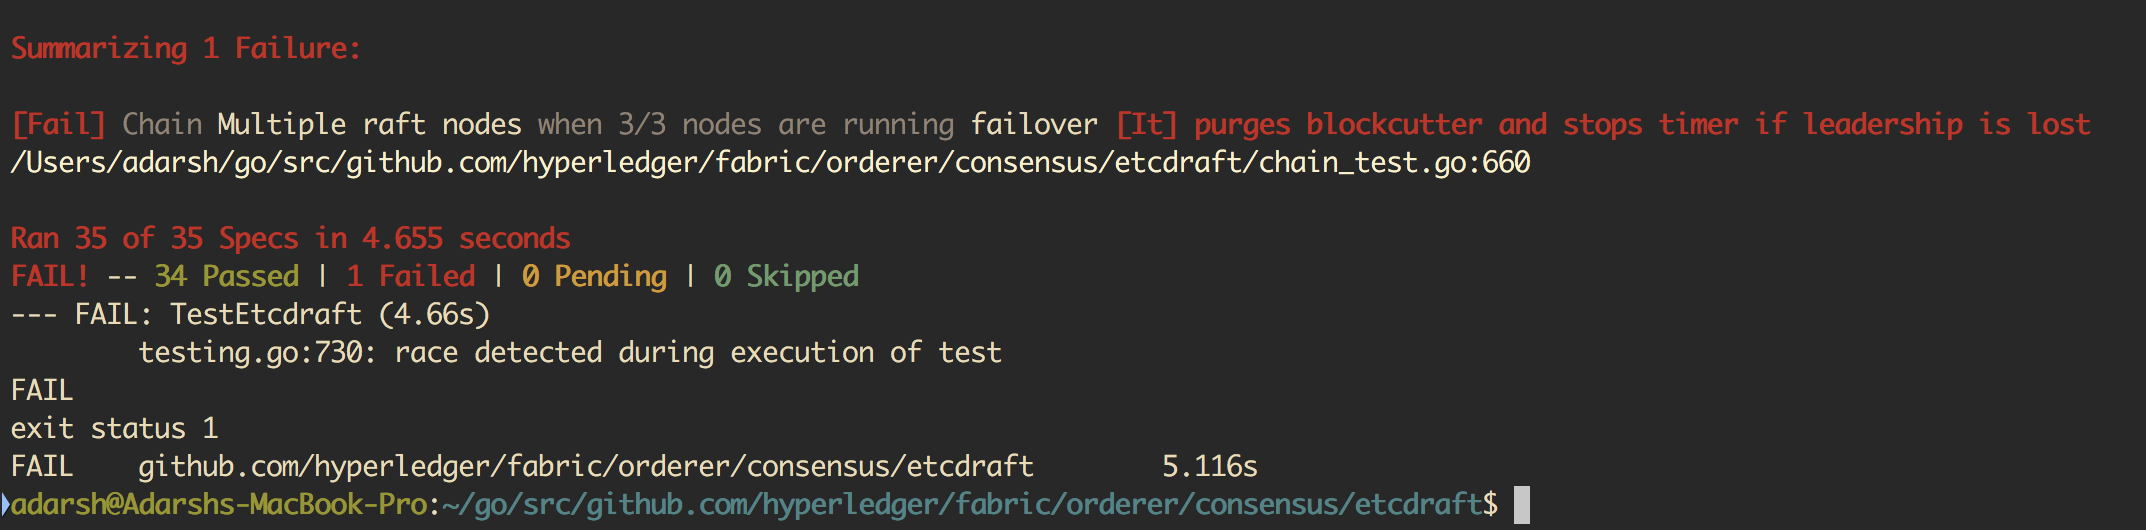 Summarizing 1 Failure:
[Fail] Chain Multiple raft nodes when 3/3 nodes are running failover [It] purges blockcutter and stops timer if leadership is lost
/Users/adarsh/go/src/github.com/hyperledger/fabric/orderer/consensus/etcdraft/chain_test.go:660
Ran 35 of 35 Specs in 4.655 seconds
FAIL! -- 34 Passed | 1 Failed | 0 Pending | 0 Skipped
--- FAIL: TestEtcdraft (4.66s)
testing.go:730: race detected during execution of test
FAIL
exit status 1
FAIL github.com/hyperledger/fabric/orderer/consensus/etcdraft 5.116s
adarsh@Adarshs-MacBook-Pro:~/go/src/github.com/hyperledger/fabric/orderer/consensus/etcdraft$